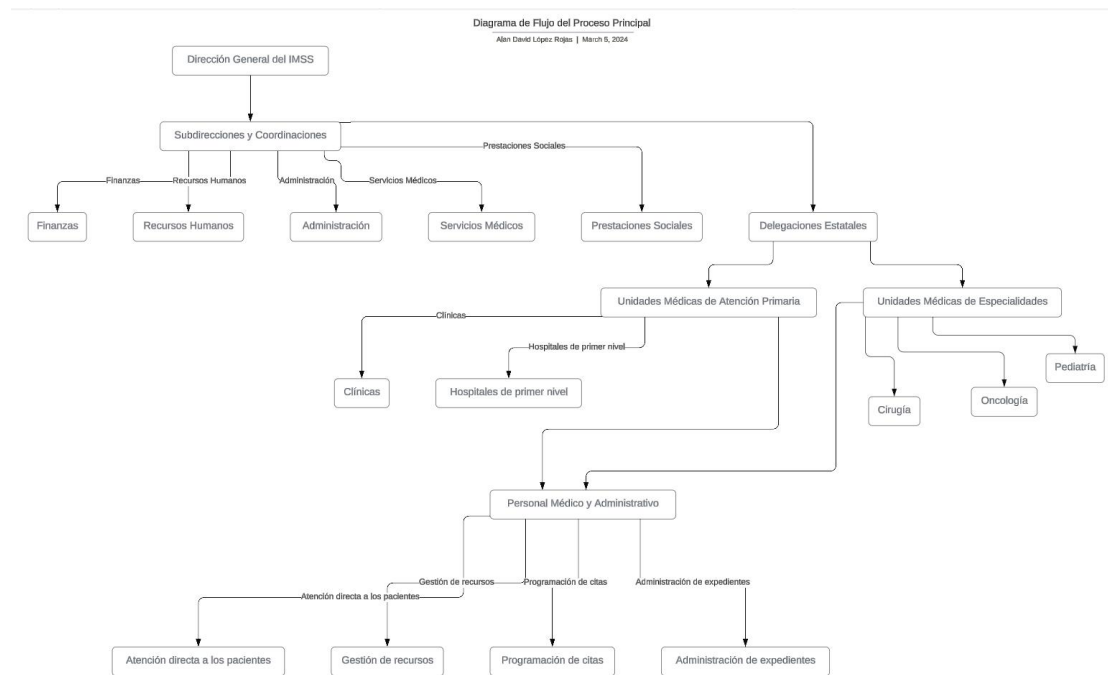 Diagrama de Flujo del Proceso Principal
Alan David López Rojas | March 5, 2024
Dirección General del IMSS
Subdirecciones y Coordinaciones
Prestaciones Sociales
Finanzas
Recursos Humanos
Administración
Servicios Médicos
Finanzas
Recursos Humanos
Administración
Servicios Médicos
Prestaciones Sociales
Delegaciones Estatales
Unidades Médicas de Atención Primaria
Unidades Médicas de Especialidades
Clínicas
Hospitales de primer nivel
Pediatría
Clínicas
Hospitales de primer nivel
Oncología
Cirugía
Personal Médico y Administrativo
Gestión de recursos
Programación de citas
Administración de expedientes
Atención directa a los pacientes
Atención directa a los pacientes
Gestión de recursos
Programación de citas
Administración de expedientes